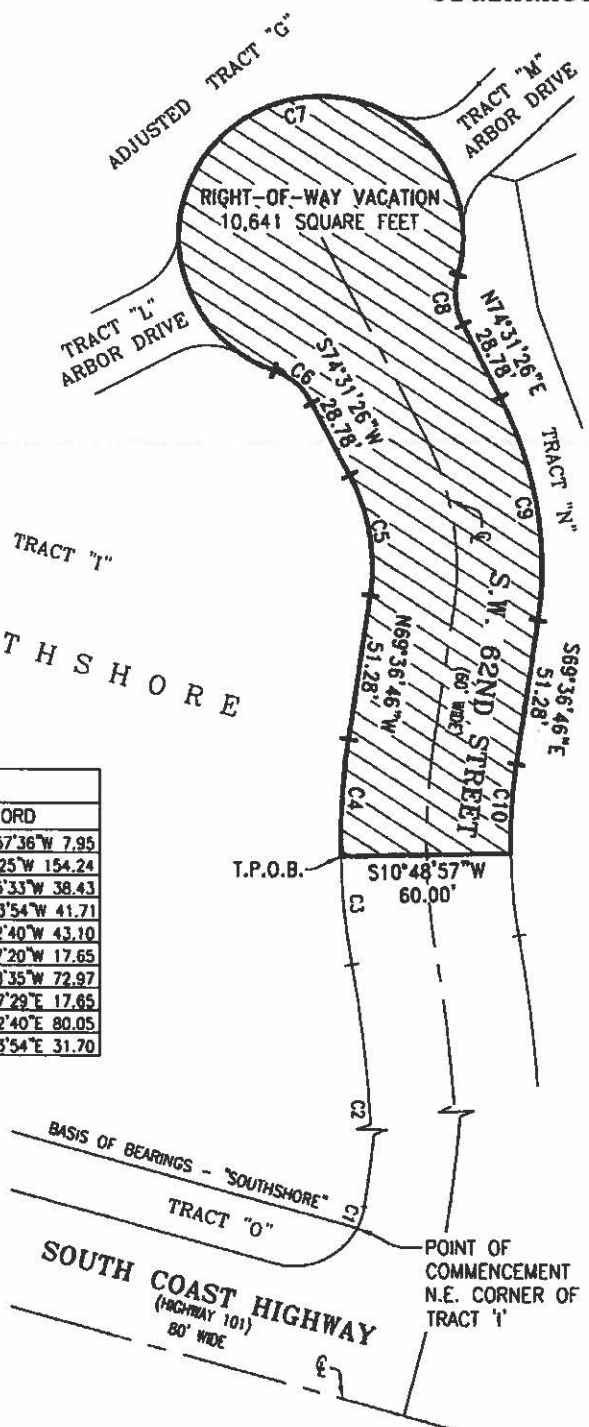 ADJUSTED TRACT "G"
C7
TRACT "M"
ARBOR DRIVE
RIGHT-OF-WAY VACATION
10,641 SQUARE FEET
TRACT "L"
ARBOR DRIVE
C8
N74°31'26"E
28.78'
C6
S74°31'26"W
28.78'
TRACT "N"
C9
C5
TRACT "I"
THSHORE
℄ S.W. 62ND STREET
(60' WIDE)
N69°36'46"W
51.28'
S69°36'46"E
51.28'
C4
C10
T.P.O.B.
S10°48'57"W
60.00'
C3
ORD
57'36"W 7.95
25"W 154.24
33"W 38.43
3'54"W 41.71
2'40"W 43.10
7'20"W 17.65
35"W 72.97
7'29"E 17.65
2'40"E 80.05
3'54"E 31.70
C2
BASIS OF BEARINGS - "SOUTHSHORE"
C1
TRACT "O"
POINT OF
COMMENCEMENT
N.E. CORNER OF
TRACT 'I'
SOUTH COAST HIGHWAY
(HIGHWAY 101)
80' WIDE
℄